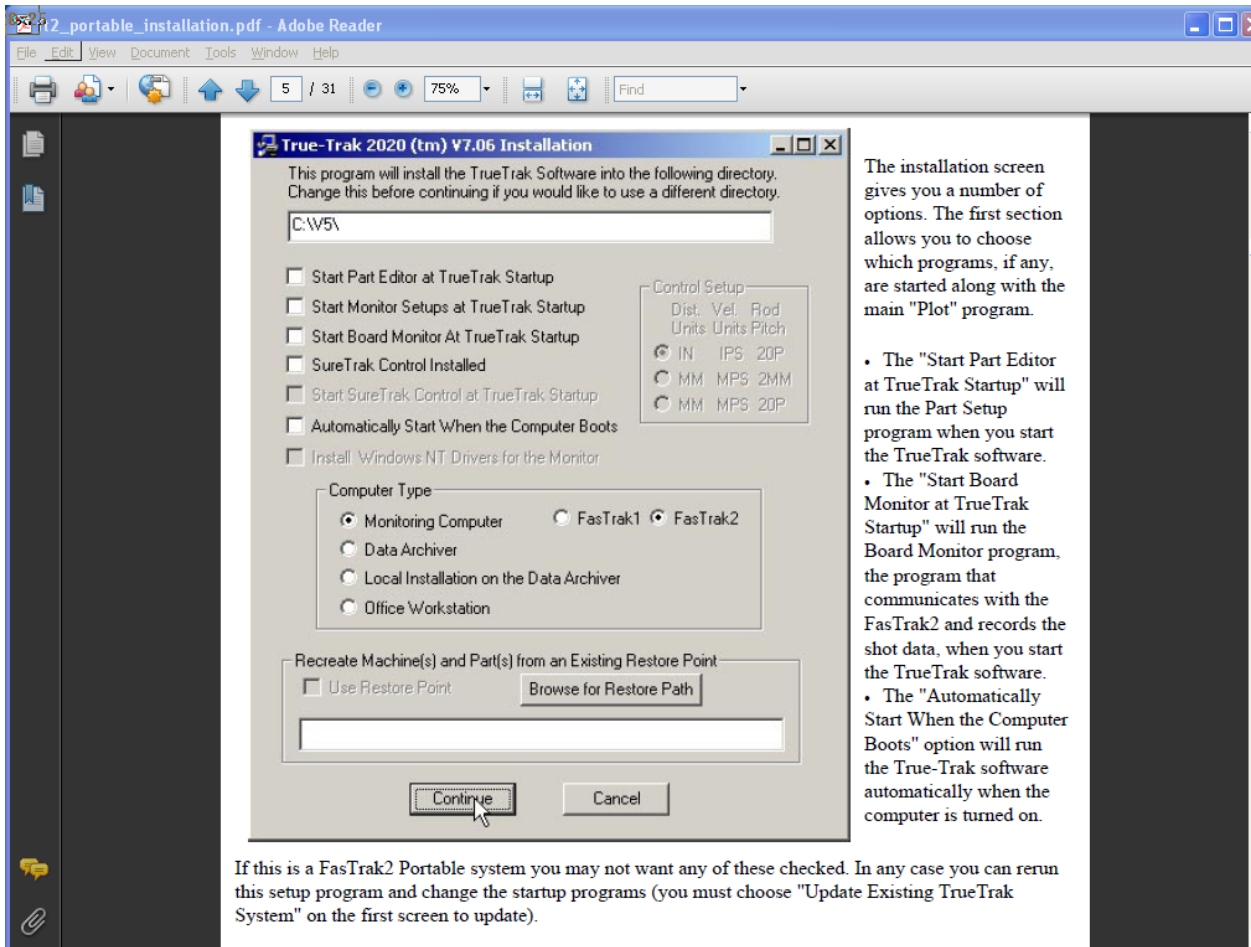 t2_portable_installation.pdf - Adobe Reader
File Edit View Document Tools Window Help
5 / 31 75% Find
True-Trak 2020 (tm) V7.06 Installation
This program will install the TrueTrak Software into the following directory.
Change this before continuing if you would like to use a different directory.
C:\V5\
Start Part Editor at TrueTrak Startup
Start Monitor Setups at TrueTrak Startup
Start Board Monitor At TrueTrak Startup
SureTrak Control Installed
Start SureTrak Control at TrueTrak Startup
Automatically Start When the Computer Boots
Install Windows NT Drivers for the Monitor
Control Setup
Dist. Vel. Rod
Units Units Pitch
IN IPS 20P
MM MPS 2MM
MM MPS 20P
Computer Type
Monitoring Computer FasTrak1 FasTrak2
Data Archiver
Local Installation on the Data Archiver
Office Workstation
Recreate Machine(s) and Part(s) from an Existing Restore Point
Use Restore Point Browse for Restore Path
Continue Cancel
The installation screen
gives you a number of
options. The first section
allows you to choose
which programs, if any,
are started along with the
main "Plot" program.
• The "Start Part Editor
at TrueTrak Startup" will
run the Part Setup
program when you start
the TrueTrak software.
• The "Start Board
Monitor at TrueTrak
Startup" will run the
Board Monitor program,
the program that
communicates with the
FasTrak2 and records the
shot data, when you start
the TrueTrak software.
• The "Automatically
Start When the Computer
Boots" option will run
the True-Trak software
automatically when the
computer is turned on.
If this is a FasTrak2 Portable system you may not want any of these checked. In any case you can rerun
this setup program and change the startup programs (you must choose "Update Existing TrueTrak
System" on the first screen to update).